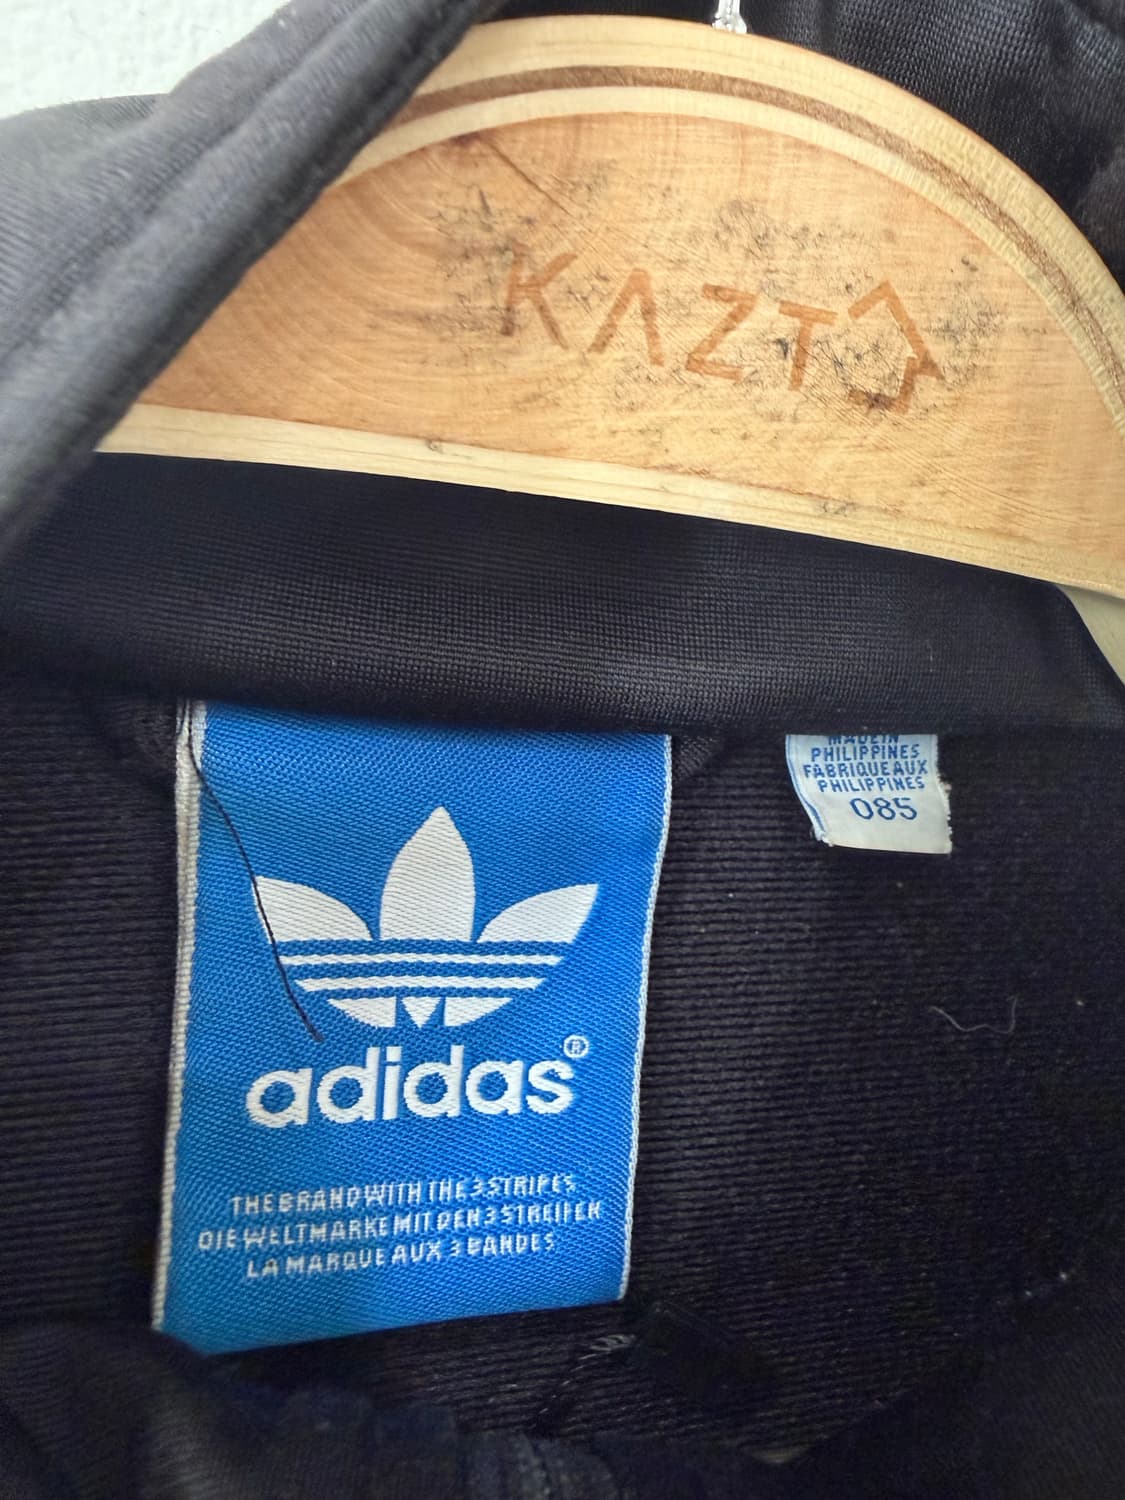 KAZTO
adidas®
THE BRAND WITH THE 3 STRIPES
DIE WELTMARKE MIT DEN 3 STREIFEN
LA MARQUE AUX 3 BANDES
MADE IN
PHILIPPINES
FABRIQUE AUX
PHILIPPINES
085